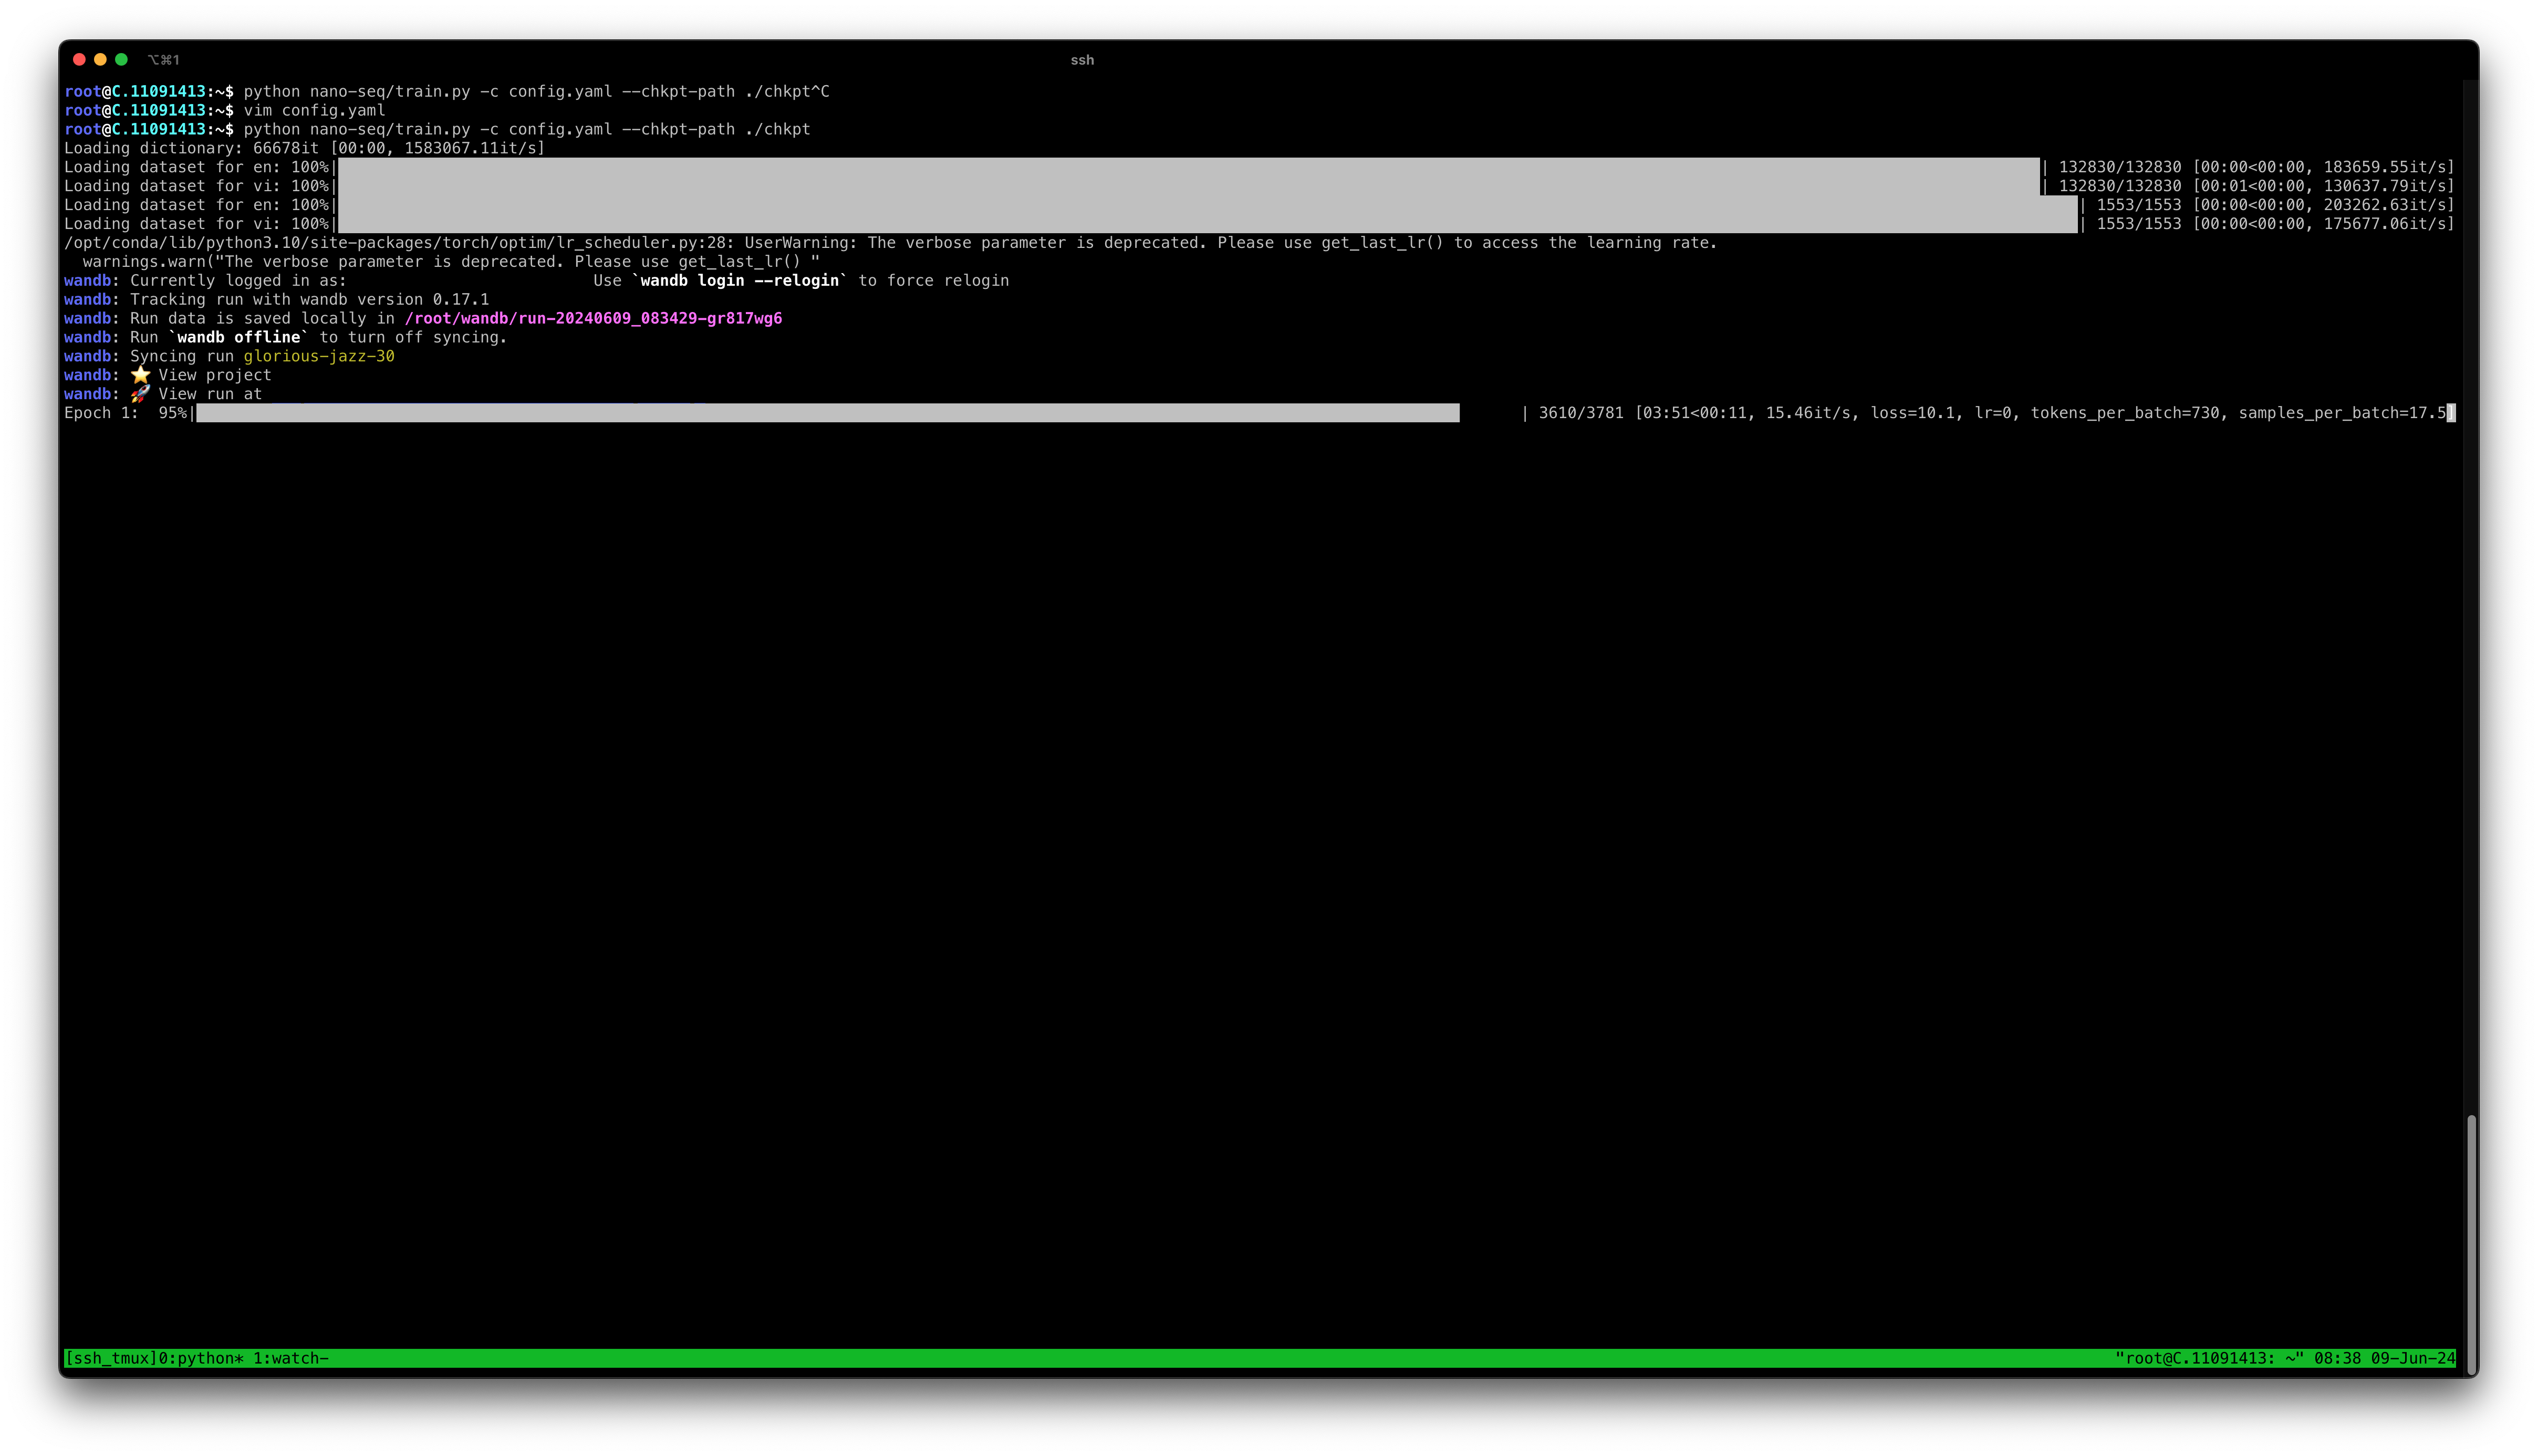 ⌥⌘1 ssh
root@C.11091413:~$ python nano-seq/train.py -c config.yaml --chkpt-path ./chkpt^C
root@C.11091413:~$ vim config.yaml
root@C.11091413:~$ python nano-seq/train.py -c config.yaml --chkpt-path ./chkpt
Loading dictionary: 66678it [00:00, 1583067.11it/s]
Loading dataset for en: 100%| | 132830/132830 [00:00<00:00, 183659.55it/s]
Loading dataset for vi: 100%| | 132830/132830 [00:01<00:00, 130637.79it/s]
Loading dataset for en: 100%| | 1553/1553 [00:00<00:00, 203262.63it/s]
Loading dataset for vi: 100%| | 1553/1553 [00:00<00:00, 175677.06it/s]
/opt/conda/lib/python3.10/site-packages/torch/optim/lr_scheduler.py:28: UserWarning: The verbose parameter is deprecated. Please use get_last_lr() to access the learning rate.
  warnings.warn("The verbose parameter is deprecated. Please use get_last_lr() "
wandb: Currently logged in as: Use `wandb login --relogin` to force relogin
wandb: Tracking run with wandb version 0.17.1
wandb: Run data is saved locally in /root/wandb/run-20240609_083429-gr817wg6
wandb: Run `wandb offline` to turn off syncing.
wandb: Syncing run glorious-jazz-30
wandb: ⭐ View project
wandb: 🚀 View run at
Epoch 1:  95%| | 3610/3781 [03:51<00:11, 15.46it/s, loss=10.1, lr=0, tokens_per_batch=730, samples_per_batch=17.5]
[ssh_tmux]0:python* 1:watch- "root@C.11091413: ~" 08:38 09-Jun-24